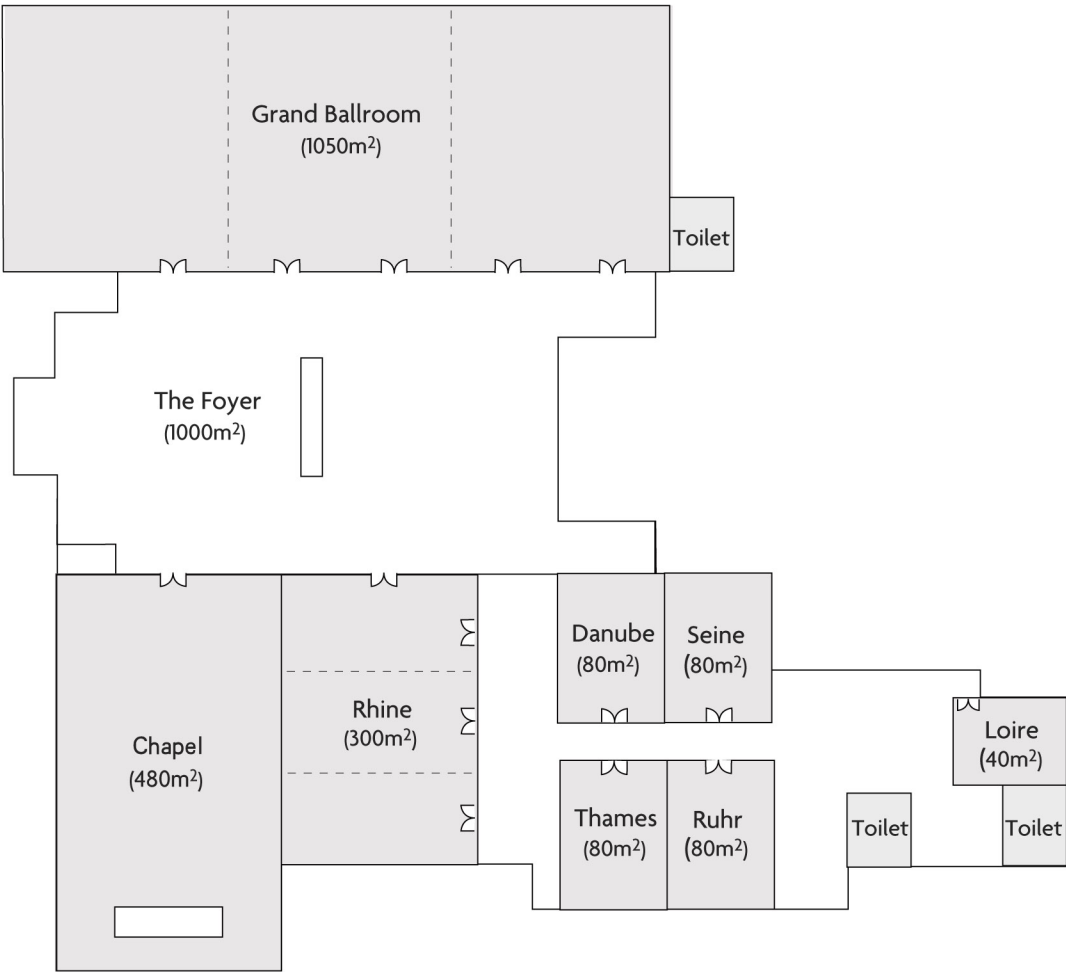 Grand Ballroom
(1050m²)
Toilet
The Foyer
(1000m²)
Danube
(80m²)
Seine
(80m²)
Rhine
(300m²)
Chapel
(480m²)
Loire
(40m²)
Thames
(80m²)
Ruhr
(80m²)
Toilet
Toilet